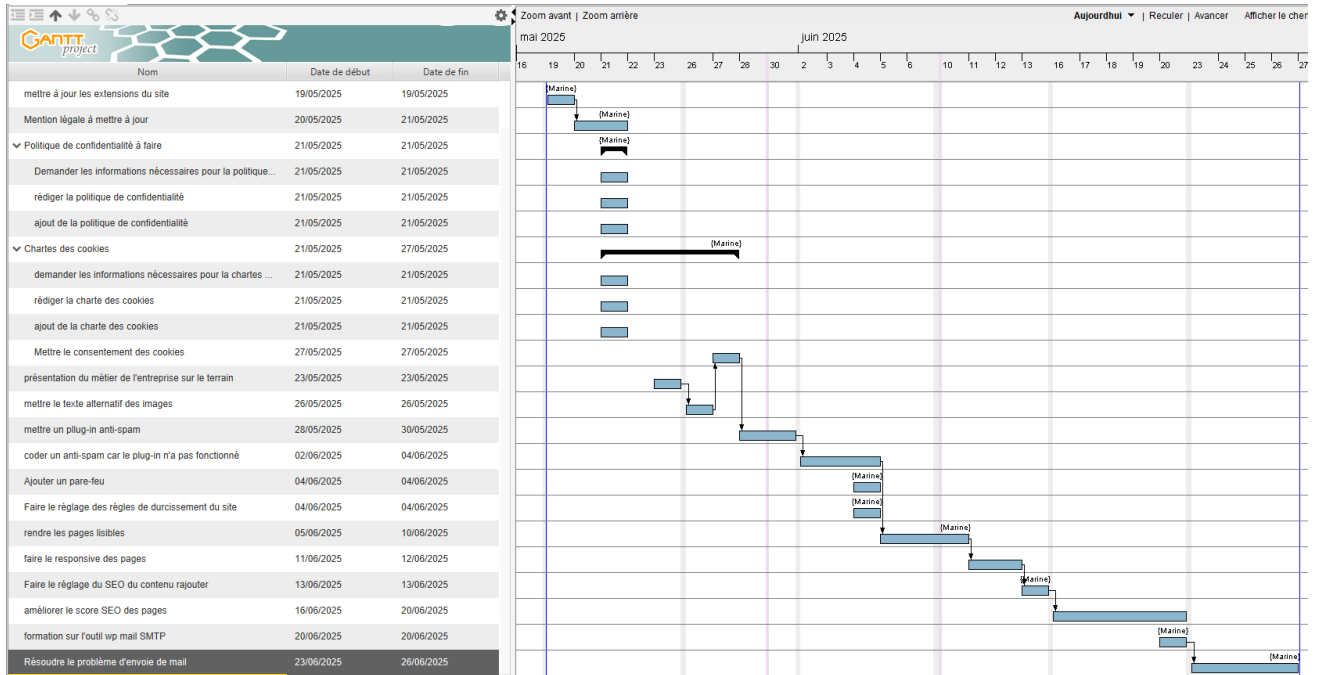 Zoom avant | Zoom arrière Aujourd'hui | Reculer | Avancer Afficher le cher
GANTT project
mai 2025 juin 2025
Nom Date de début Date de fin 16 19 20 21 22 23 26 27 28 30 2 3 4 5 6 10 11 12 13 16 17 18 19 20 23 24 25 26 27
mettre à jour les extensions du site 19/05/2025 19/05/2025 {Marine}
Mention légale à mettre à jour 20/05/2025 21/05/2025 {Marine}
Politique de confidentialité à faire 21/05/2025 21/05/2025 {Marine}
Demander les informations nécessaires pour la politique... 21/05/2025 21/05/2025
rédiger la politique de confidentialité 21/05/2025 21/05/2025
ajout de la politique de confidentialité 21/05/2025 21/05/2025
Chartes des cookies 21/05/2025 27/05/2025 {Marine}
demander les informations nécessaires pour la chartes ... 21/05/2025 21/05/2025
rédiger la charte des cookies 21/05/2025 21/05/2025
ajout de la charte des cookies 21/05/2025 21/05/2025
Mettre le consentement des cookies 27/05/2025 27/05/2025
présentation du métier de l'entreprise sur le terrain 23/05/2025 23/05/2025
mettre le texte alternatif des images 26/05/2025 26/05/2025
mettre un pllug-in anti-spam 28/05/2025 30/05/2025
coder un anti-spam car le plug-in n'a pas fonctionné 02/06/2025 04/06/2025
Ajouter un pare-feu 04/06/2025 04/06/2025 {Marine}
Faire le réglage des règles de durcissement du site 04/06/2025 04/06/2025 {Marine}
rendre les pages lisibles 05/06/2025 10/06/2025 {Marine}
faire le responsive des pages 11/06/2025 12/06/2025
Faire le réglage du SEO du contenu rajouter 13/06/2025 13/06/2025 {Marine}
améliorer le score SEO des pages 16/06/2025 20/06/2025
formation sur l'outil wp mail SMTP 20/06/2025 20/06/2025 {Marine}
Résoudre le problème d'envoie de mail 23/06/2025 26/06/2025 {Marine}